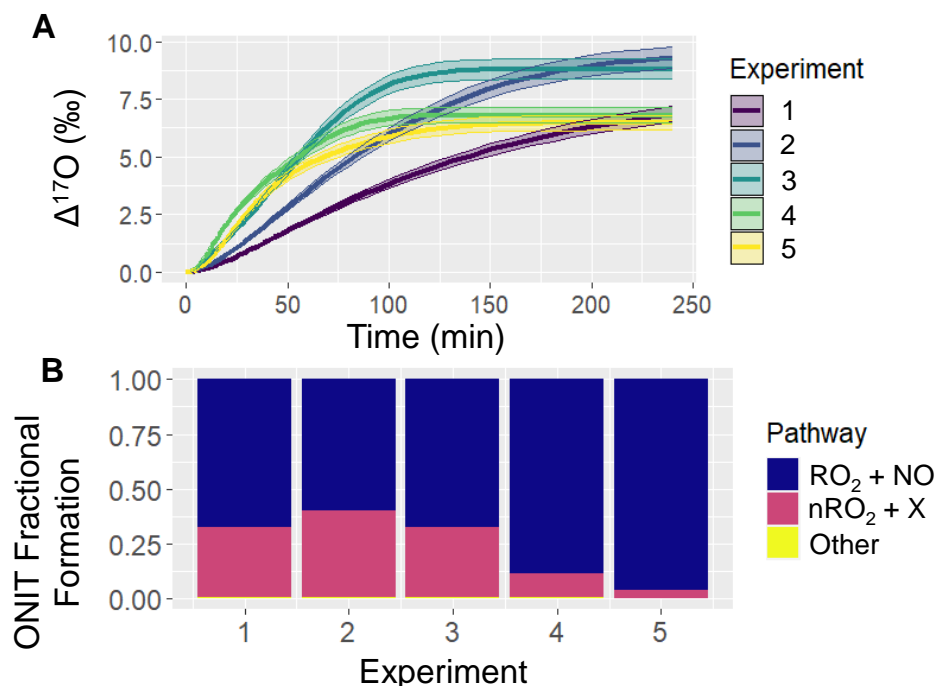 A
Δ¹⁷O (‰)
10.0
7.5
5.0
2.5
0.0
0
50
100
150
200
250
Time (min)
Experiment
1
2
3
4
5
B
ONIT Fractional
Formation
1.00
0.75
0.50
0.25
0.00
1
2
3
4
5
Experiment
Pathway
RO₂ + NO
nRO₂ + X
Other